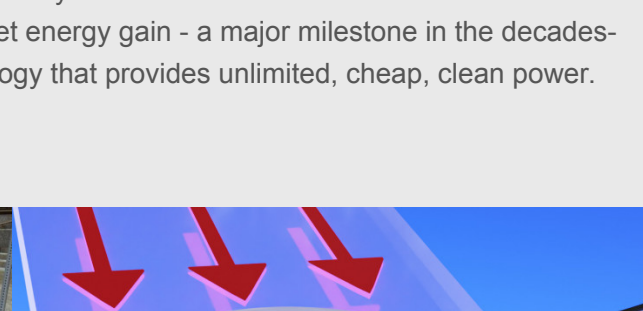 et energy gain - a major milestone in the decades-
ogy that provides unlimited, cheap, clean power.